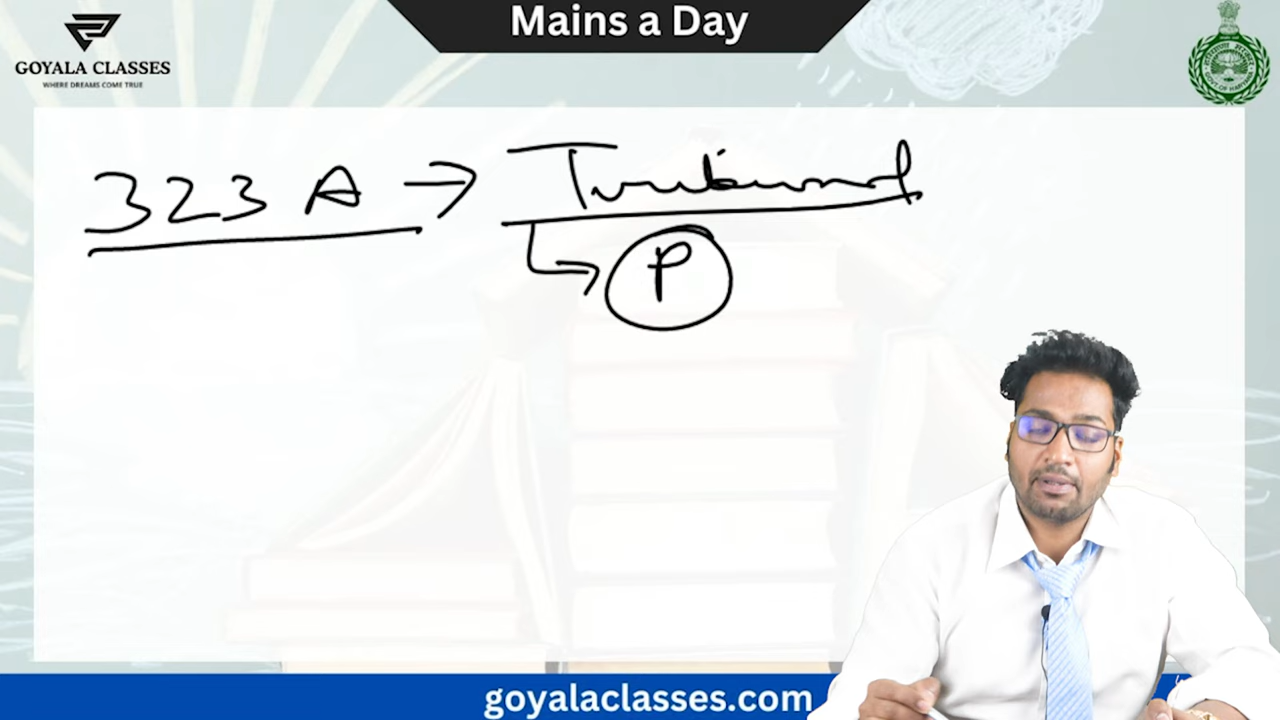 Mains a Day
GOYALA CLASSES
WHERE DREAMS COME TRUE
323 A → Tribunal
P
goyalaclasses.com